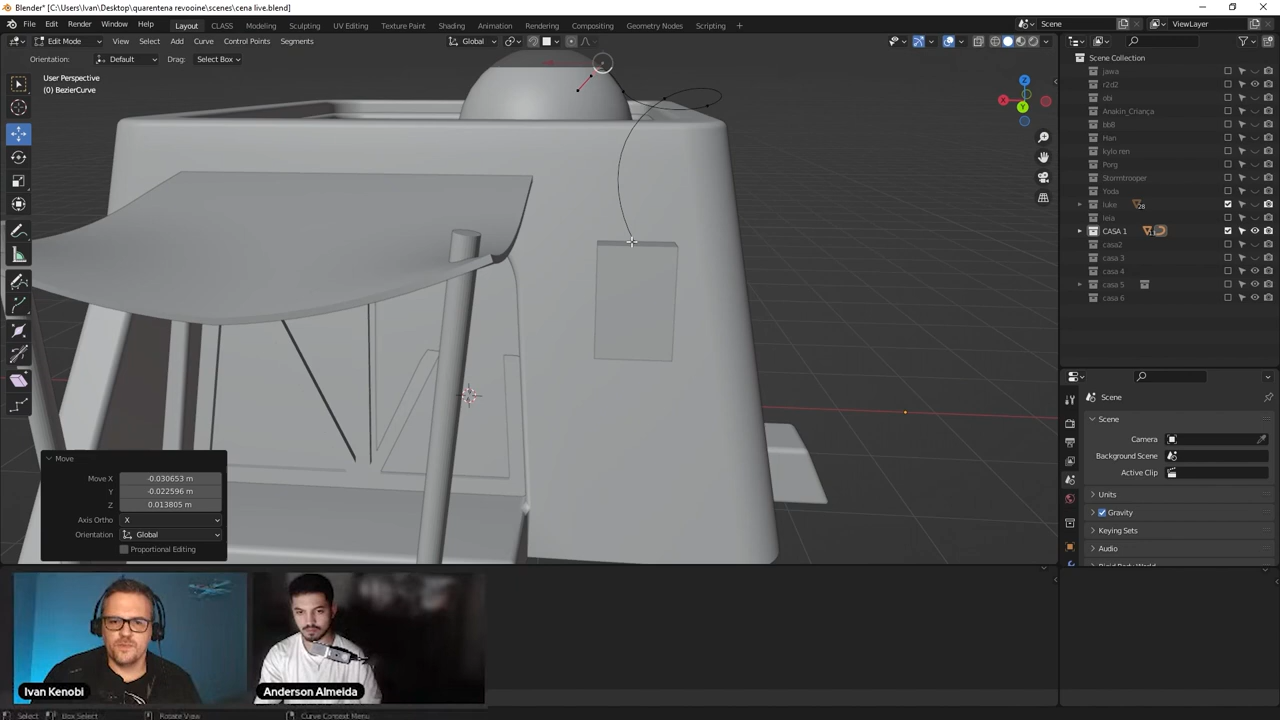 Blender* [C:\Users\Ivan\Desktop\quarentena revooine\scenes\cena live.blend]
File Edit Render Window Help Layout CLASS Modeling Sculpting UV Editing Texture Paint Shading Animation Rendering Compositing Geometry Nodes Scripting + Scene ViewLayer
Edit Mode View Select Add Curve Control Points Segments Global
Orientation: Default Drag: Select Box
User Perspective
(0) BezierCurve
Z
X
Y
Move
Move X -0.030653 m
Y -0.022596 m
Z 0.013805 m
Axis Ortho X
Orientation Global
Proportional Editing
Scene Collection
jawa
r2d2
obi
Anakin_Criança
bb8
Han
kylo ren
Porg
Stormtrooper
Yoda
luke 28
leia
CASA 1
casa2
casa 3
casa 4
casa 5
casa 6
Scene
Scene
Camera
Background Scene
Active Clip
Units
Gravity
Keying Sets
Audio
Ivan Kenobi
Anderson Almeida
Select Box Select Rotate View Curve Context Menu